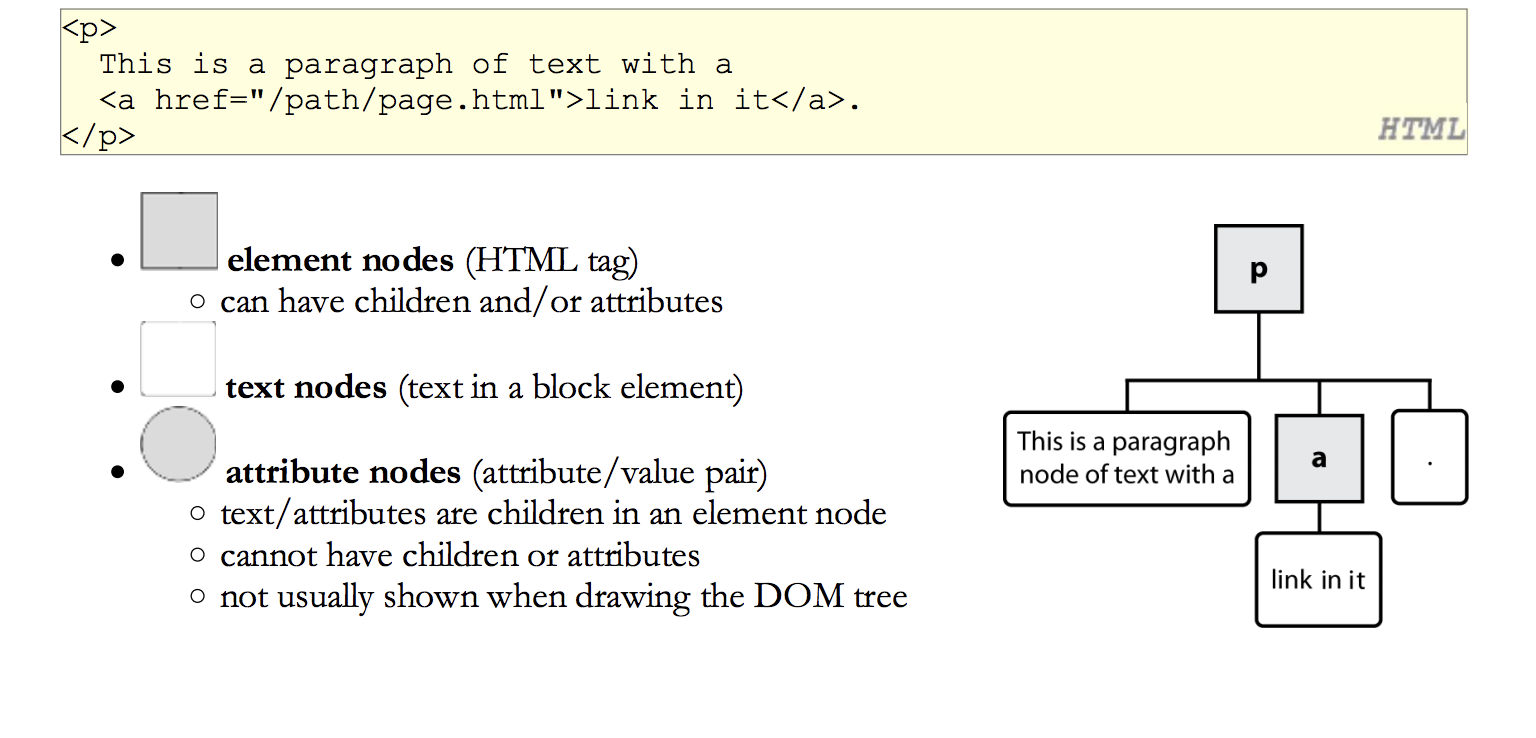 <p>
  This is a paragraph of text with a
  <a href="/path/page.html">link in it</a>.
</p>
HTML
• element nodes (HTML tag)
○ can have children and/or attributes
• text nodes (text in a block element)
• attribute nodes (attribute/value pair)
○ text/attributes are children in an element node
○ cannot have children or attributes
○ not usually shown when drawing the DOM tree
p
This is a paragraph
node of text with a
a
.
link in it